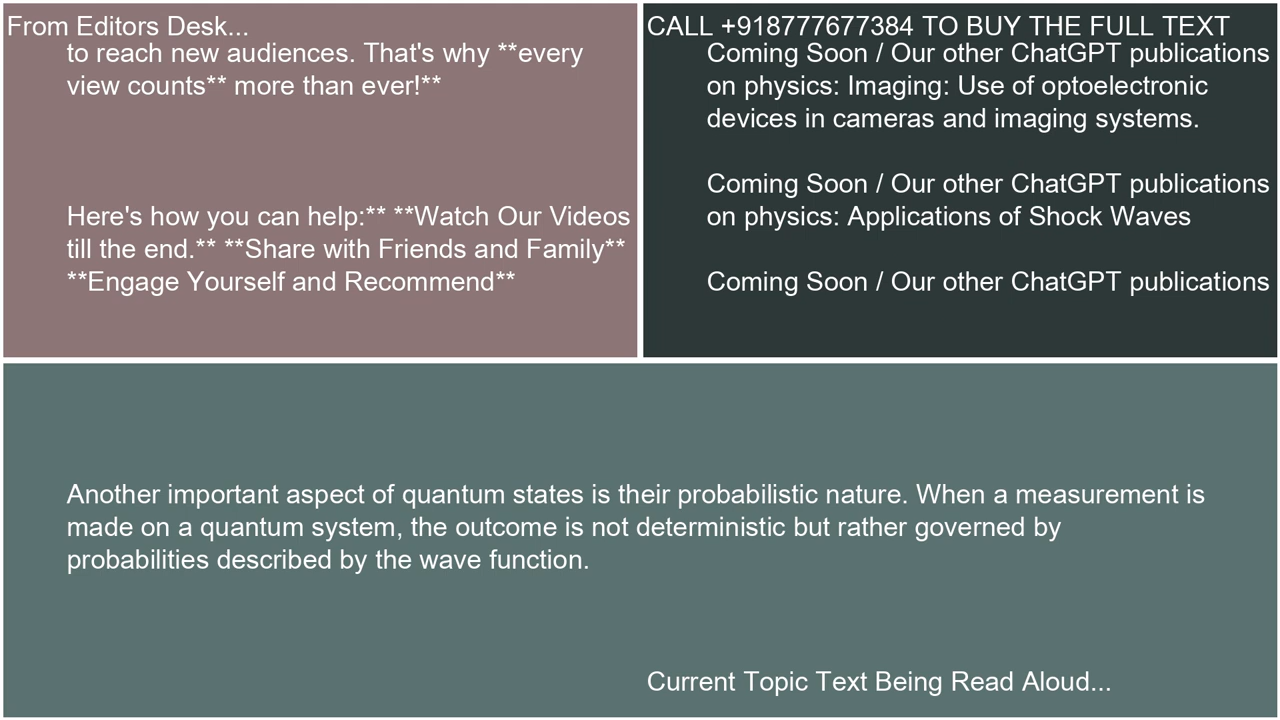 From Editors Desk...
to reach new audiences. That's why **every
view counts** more than ever!**
Here's how you can help:** **Watch Our Videos
till the end.** **Share with Friends and Family**
**Engage Yourself and Recommend**
CALL +918777677384 TO BUY THE FULL TEXT
Coming Soon / Our other ChatGPT publications
on physics: Imaging: Use of optoelectronic
devices in cameras and imaging systems.
Coming Soon / Our other ChatGPT publications
on physics: Applications of Shock Waves
Coming Soon / Our other ChatGPT publications
Another important aspect of quantum states is their probabilistic nature. When a measurement is
made on a quantum system, the outcome is not deterministic but rather governed by
probabilities described by the wave function.
Current Topic Text Being Read Aloud...